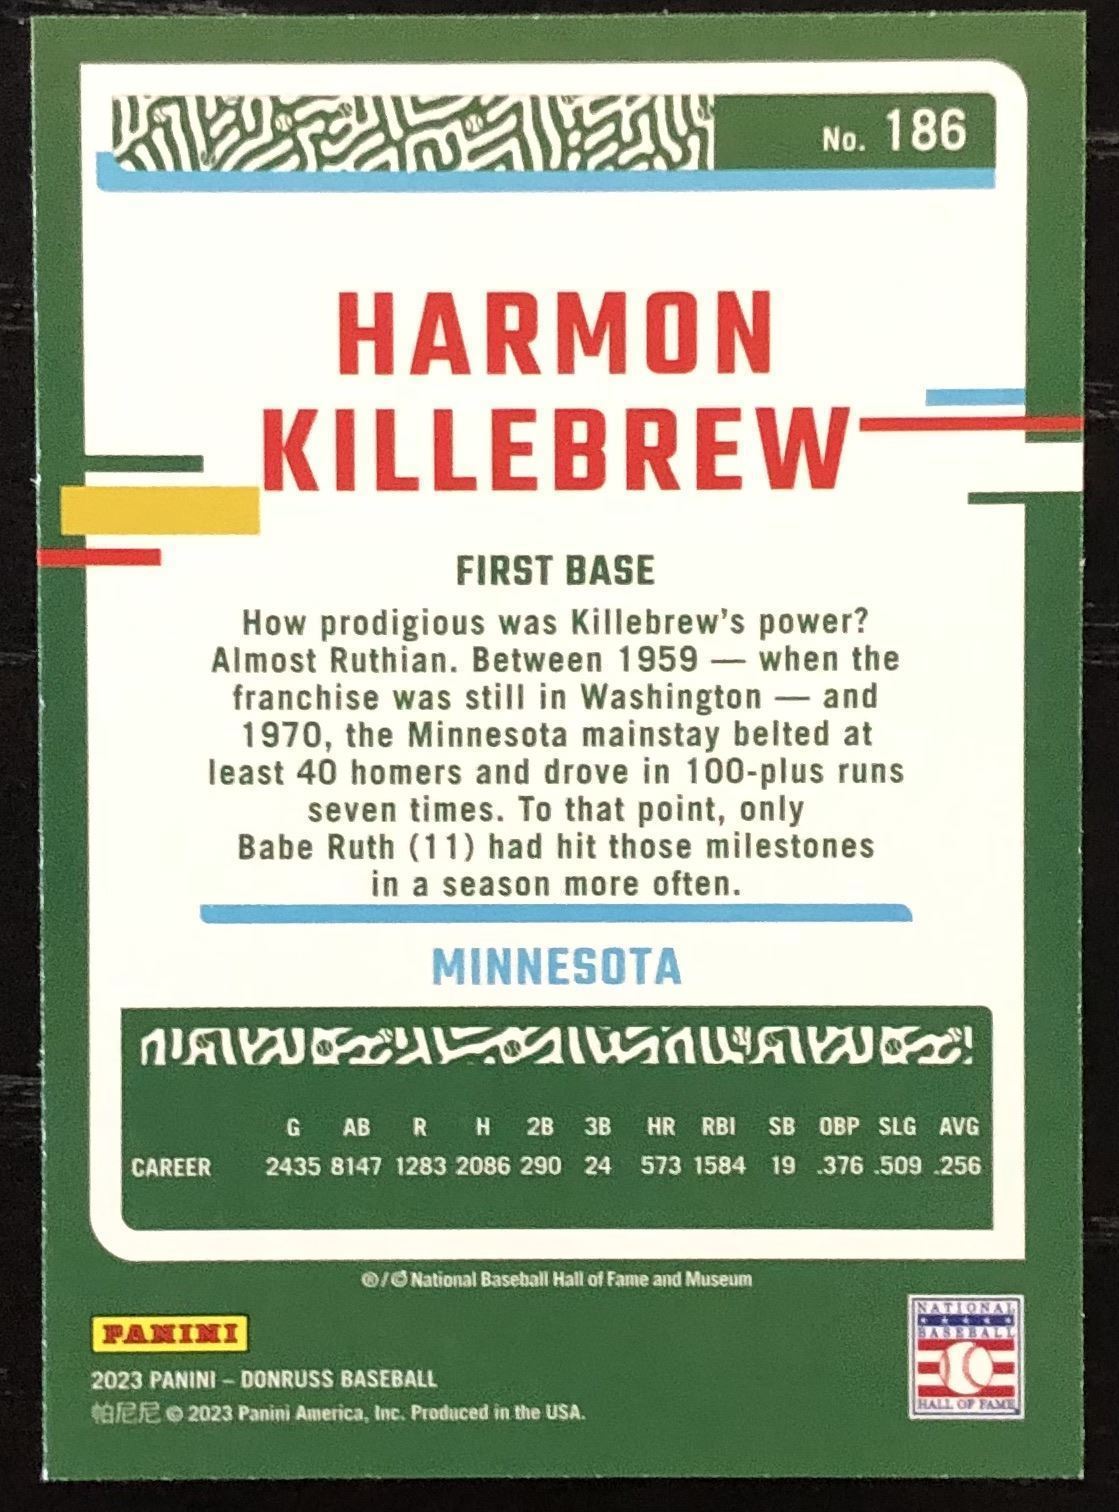 No. 186
HARMON
KILLEBREW
FIRST BASE
How prodigious was Killebrew's power?
Almost Ruthian. Between 1959 — when the
franchise was still in Washington — and
1970, the Minnesota mainstay belted at
least 40 homers and drove in 100-plus runs
seven times. To that point, only
Babe Ruth (11) had hit those milestones
in a season more often.
MINNESOTA
G AB R H 2B 3B HR RBI SB OBP SLG AVG
CAREER 2435 8147 1283 2086 290 24 573 1584 19 .376 .509 .256
®/© National Baseball Hall of Fame and Museum
PANINI
2023 PANINI – DONRUSS BASEBALL
帕尼尼 © 2023 Panini America, Inc. Produced in the USA.
NATIONAL
BASEBALL
HALL OF FAME